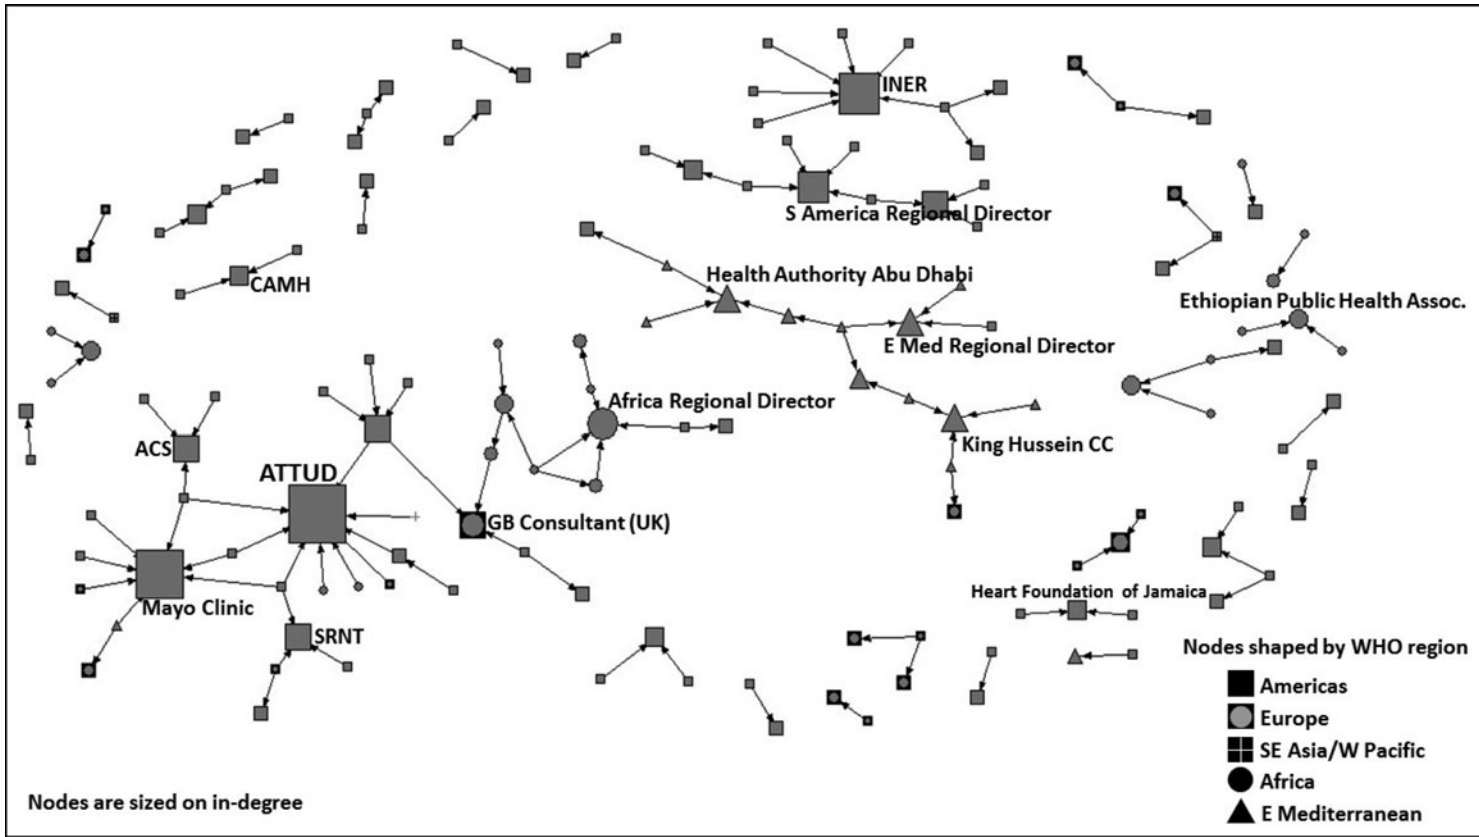 INER
S America Regional Director
Health Authority Abu Dhabi
CAMH
Ethiopian Public Health Assoc.
E Med Regional Director
Africa Regional Director
ACS
King Hussein CC
ATTUD
GB Consultant (UK)
Heart Foundation of Jamaica
Mayo Clinic
SRNT
Nodes shaped by WHO region
Americas
Europe
SE Asia/W Pacific
Africa
E Mediterranean
Nodes are sized on in-degree